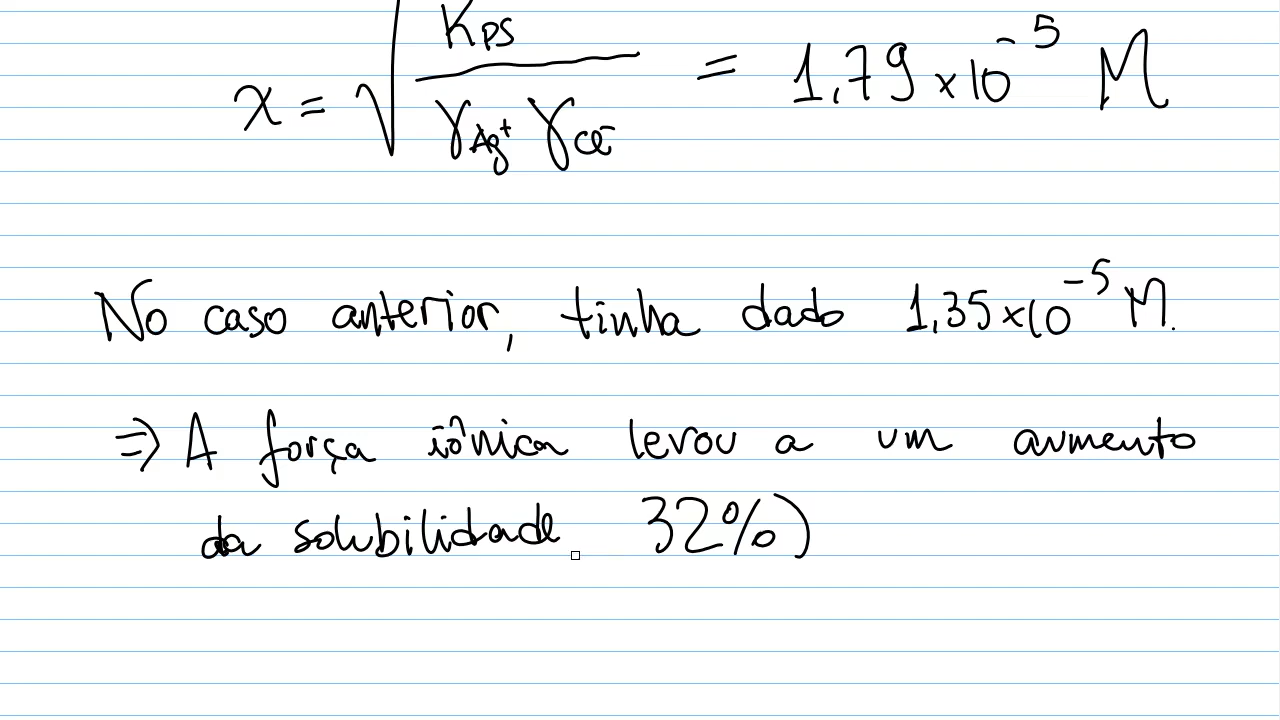 x = √(Kps / γAg⁺ γCl⁻) = 1,79 × 10⁻⁵ M
No caso anterior, tinha dado 1,35 × 10⁻⁵ M.
⇒ A força iônica levou a um aumento
da solubilidade. 32%)